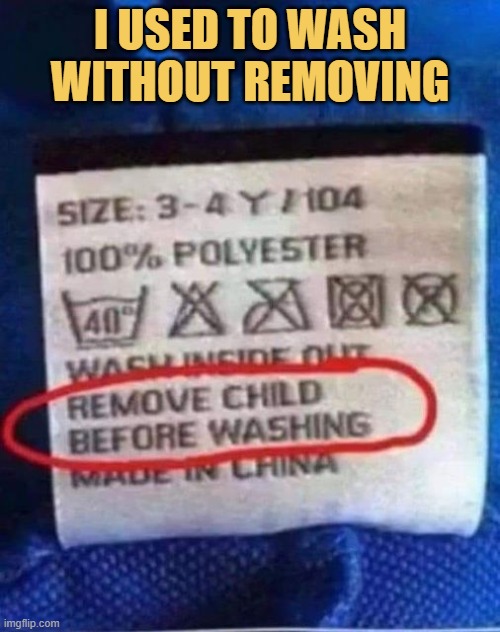 I USED TO WASH
WITHOUT REMOVING
SIZE: 3-4 Y / 104
100% POLYESTER
40°
WASH INSIDE OUT
REMOVE CHILD
BEFORE WASHING
MADE IN CHINA
imgflip.com